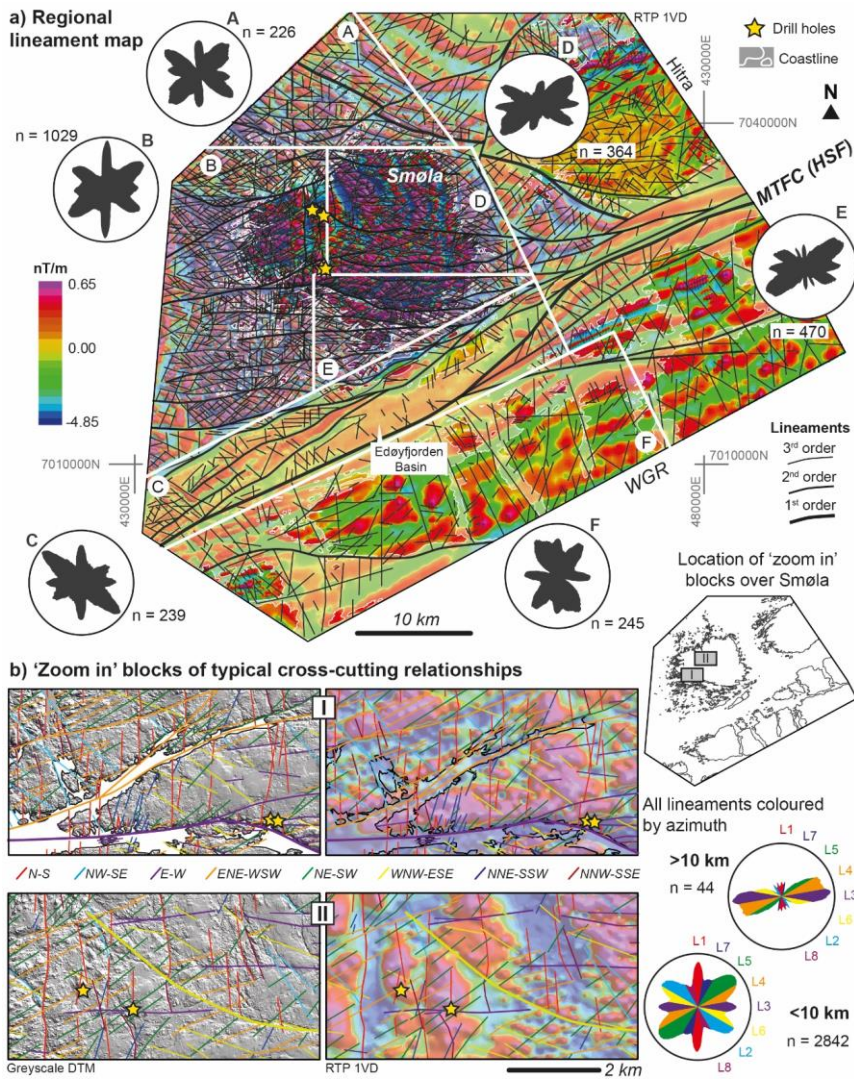 a) Regional
lineament map
A
n = 226
A
RTP 1VD
Drill holes
Coastline
N
D
Hitra
430000E
7040000N
n = 1029
B
B
n = 364
Smøla
D
MTFC (HSF)
E
nT/m
0.65
0.00
-4.85
n = 470
E
Edøyfjorden
Basin
F
WGR
Lineaments
3rd order
2nd order
1st order
7010000N
430000E
C
7010000N
480000E
C
n = 239
10 km
F
n = 245
Location of 'zoom in'
blocks over Smøla
II
I
b) 'Zoom in' blocks of typical cross-cutting relationships
I
N-S
NW-SE
E-W
ENE-WSW
NE-SW
WNW-ESE
NNE-SSW
NNW-SSE
II
Greyscale DTM
RTP 1VD
2 km
All lineaments coloured
by azimuth
>10 km
n = 44
L1
L7
L5
L4
L3
L6
L2
L8
L1
L7
L5
L4
L3
L6
L2
L8
<10 km
n = 2842